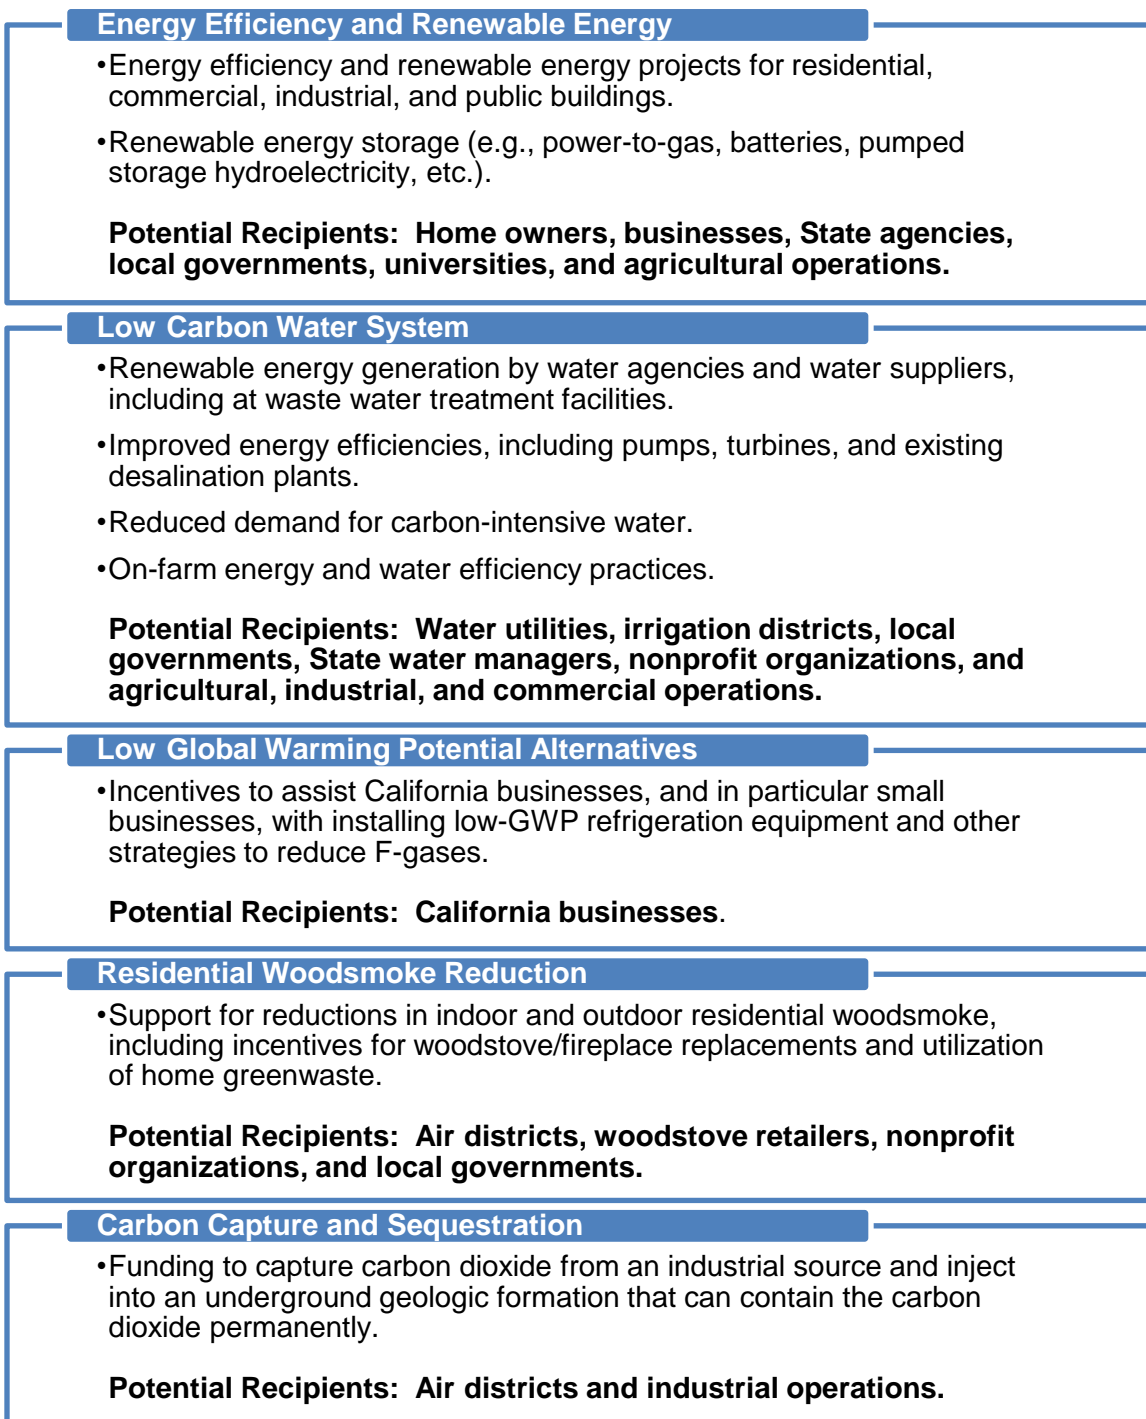 Energy Efficiency and Renewable Energy
•Energy efficiency and renewable energy projects for residential,
commercial, industrial, and public buildings.
•Renewable energy storage (e.g., power-to-gas, batteries, pumped
storage hydroelectricity, etc.).
Potential Recipients:  Home owners, businesses, State agencies,
local governments, universities, and agricultural operations.
Low Carbon Water System
•Renewable energy generation by water agencies and water suppliers,
including at waste water treatment facilities.
•Improved energy efficiencies, including pumps, turbines, and existing
desalination plants.
•Reduced demand for carbon-intensive water.
•On-farm energy and water efficiency practices.
Potential Recipients:  Water utilities, irrigation districts, local
governments, State water managers, nonprofit organizations, and
agricultural, industrial, and commercial operations.
Low Global Warming Potential Alternatives
•Incentives to assist California businesses, and in particular small
businesses, with installing low-GWP refrigeration equipment and other
strategies to reduce F-gases.
Potential Recipients:  California businesses.
Residential Woodsmoke Reduction
•Support for reductions in indoor and outdoor residential woodsmoke,
including incentives for woodstove/fireplace replacements and utilization
of home greenwaste.
Potential Recipients:  Air districts, woodstove retailers, nonprofit
organizations, and local governments.
Carbon Capture and Sequestration
•Funding to capture carbon dioxide from an industrial source and inject
into an underground geologic formation that can contain the carbon
dioxide permanently.
Potential Recipients:  Air districts and industrial operations.